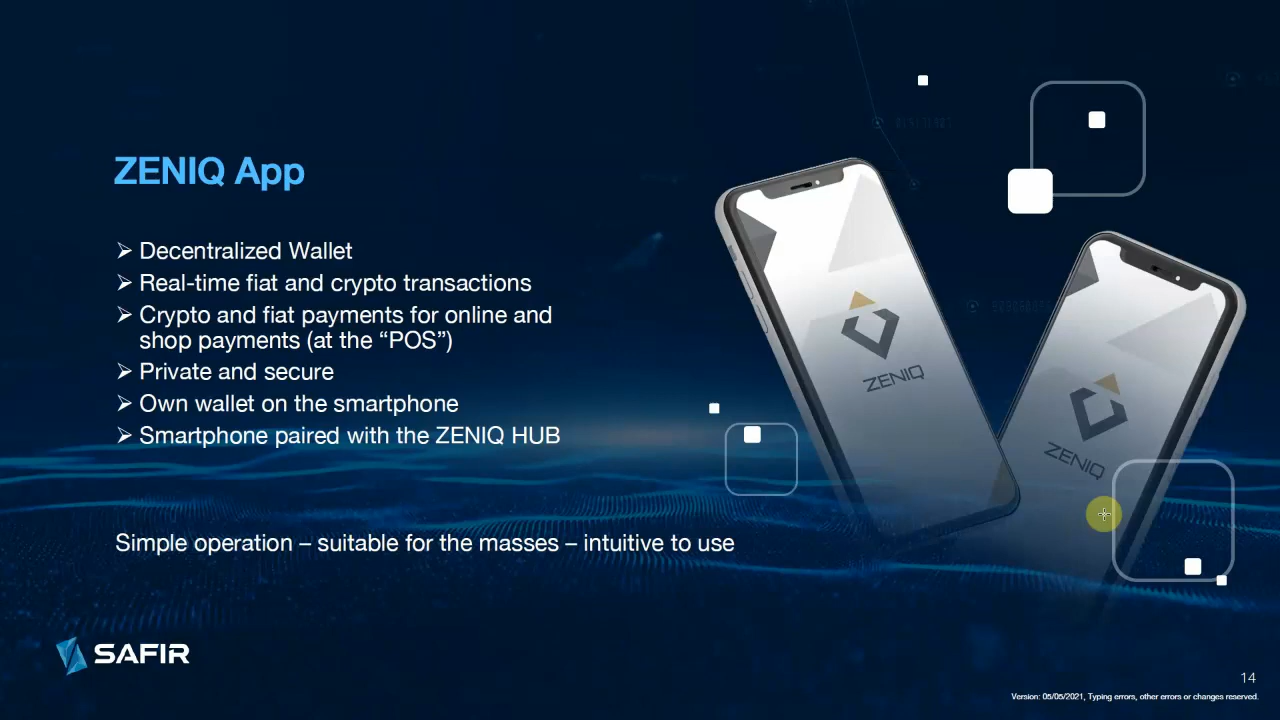 ZENIQ App
➢ Decentralized Wallet
➢ Real-time fiat and crypto transactions
➢ Crypto and fiat payments for online and
shop payments (at the “POS”)
➢ Private and secure
➢ Own wallet on the smartphone
➢ Smartphone paired with the ZENIQ HUB
Simple operation – suitable for the masses – intuitive to use
ZENIQ
ZENIQ
SAFIR
14
Version: 05/05/2021, Typing errors, other errors or changes reserved.